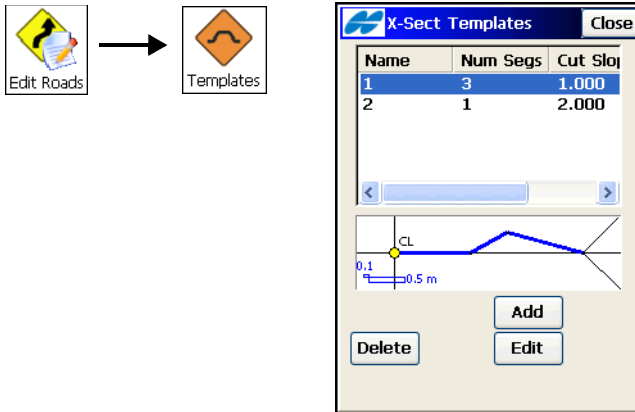 Edit Roads
Templates
X-Sect Templates
Close
Name Num Segs Cut Slo
1 3 1.000
2 1 2.000
CL
0.1
0.5 m
Add
Delete
Edit